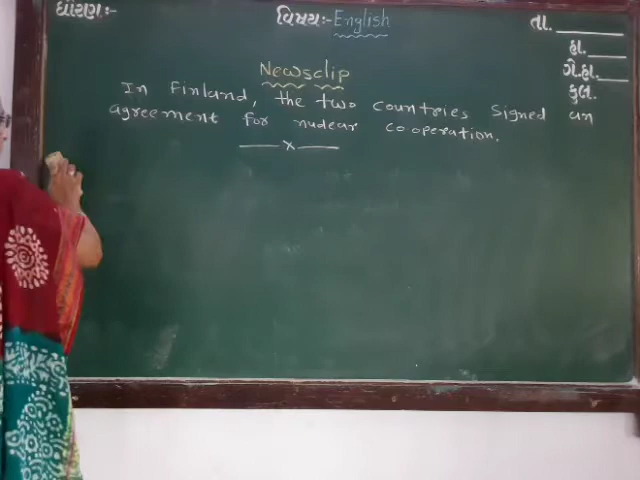 ધોરણ:-
વિષય:- English
તા.
હા.
ગે.હા.
કુલ.
Newsclip
In Finland, the two countries signed an
agreement for nuclear cooperation.
x